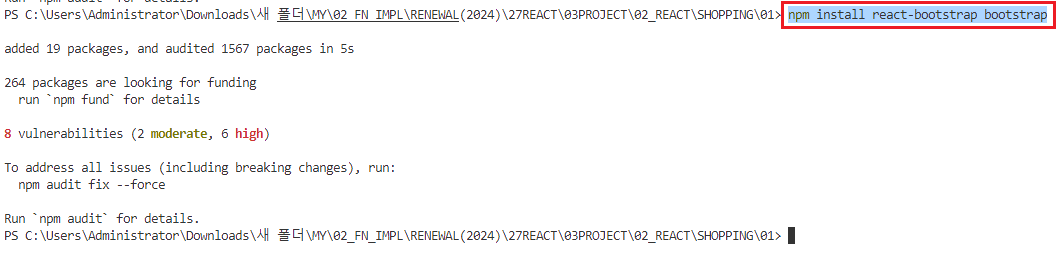 Run `npm audit` for details.
PS C:\Users\Administrator\Downloads\새 폴더\MY\02_FN_IMPL\RENEWAL(2024)\27REACT\03PROJECT\02_REACT\SHOPPING\01> npm install react-bootstrap bootstrap
added 19 packages, and audited 1567 packages in 5s
264 packages are looking for funding
run `npm fund` for details
8 vulnerabilities (2 moderate, 6 high)
To address all issues (including breaking changes), run:
npm audit fix --force
Run `npm audit` for details.
PS C:\Users\Administrator\Downloads\새 폴더\MY\02_FN_IMPL\RENEWAL(2024)\27REACT\03PROJECT\02_REACT\SHOPPING\01>